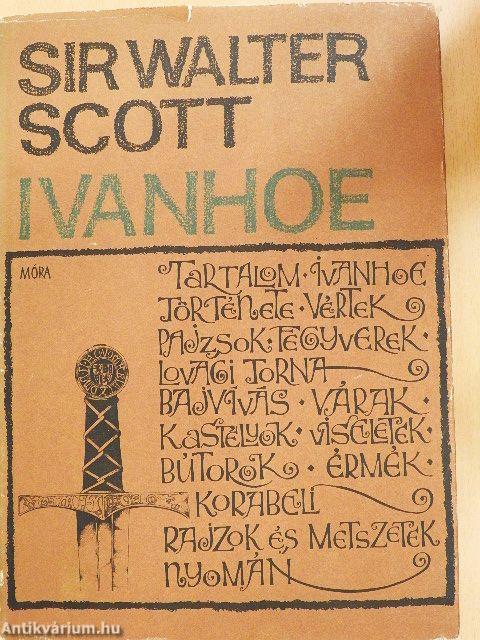 SIR WALTER
SCOTT
IVANHOE
MÓRA
TARTALOM · IVANHOE
TÖRTÉNETE · VÉRTEK
PAJZSOK · FEGYVEREK ·
LOVAGI TORNA
BAJVÍVÁS · VÁRAK ·
KASTÉLYOK · VISELETEK ·
BÚTOROK · ÉRMÉK ·
KORABELI
RAJZOK ÉS METSZETEK
NYOMÁN
Antikvárium.hu